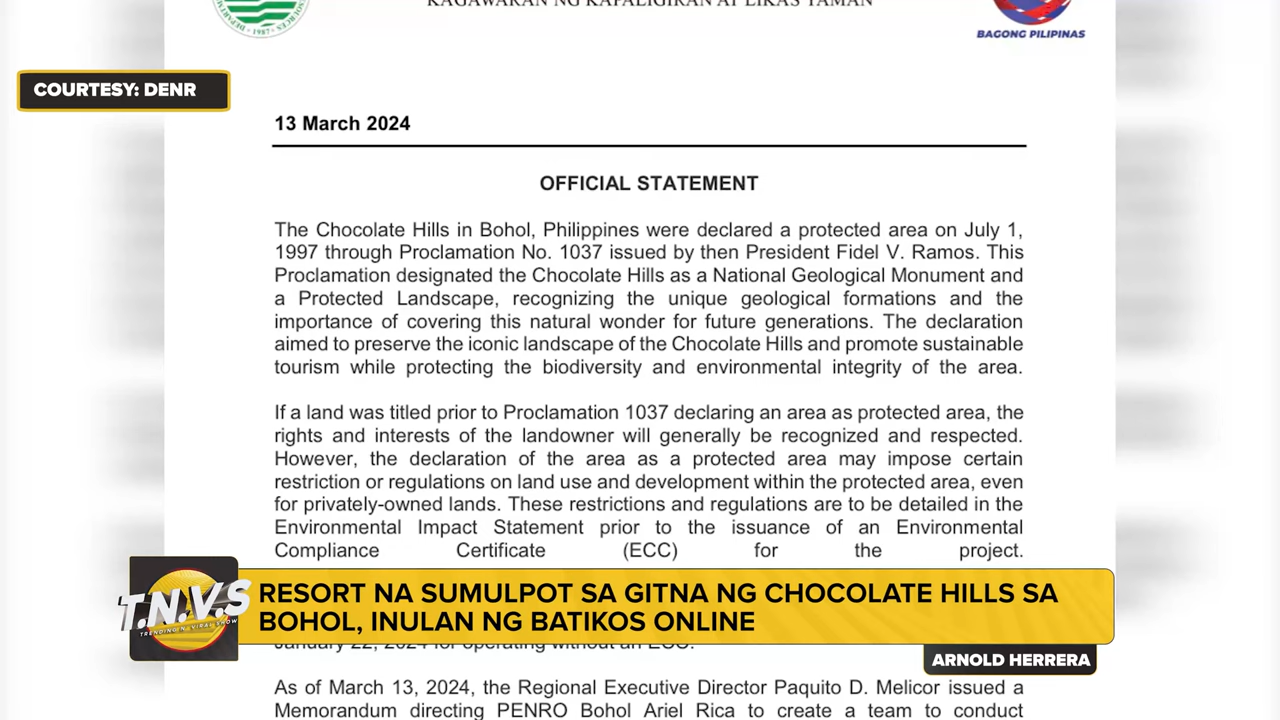 KAGAWARAN NG KAPALIGIRAN AT LIKAS YAMAN
1987
BAGONG PILIPINAS
COURTESY: DENR
13 March 2024
OFFICIAL STATEMENT
The Chocolate Hills in Bohol, Philippines were declared a protected area on July 1,
1997 through Proclamation No. 1037 issued by then President Fidel V. Ramos. This
Proclamation designated the Chocolate Hills as a National Geological Monument and
a Protected Landscape, recognizing the unique geological formations and the
importance of covering this natural wonder for future generations. The declaration
aimed to preserve the iconic landscape of the Chocolate Hills and promote sustainable
tourism while protecting the biodiversity and environmental integrity of the area.
If a land was titled prior to Proclamation 1037 declaring an area as protected area, the
rights and interests of the landowner will generally be recognized and respected.
However, the declaration of the area as a protected area may impose certain
restriction or regulations on land use and development within the protected area, even
for privately-owned lands. These restrictions and regulations are to be detailed in the
Environmental Impact Statement prior to the issuance of an Environmental
Compliance Certificate (ECC) for the project.
T.N.V.S
TRENDING N VIRAL SHOW
RESORT NA SUMULPOT SA GITNA NG CHOCOLATE HILLS SA
BOHOL, INULAN NG BATIKOS ONLINE
January 22, 2024 for operating without an ECC.
ARNOLD HERRERA
As of March 13, 2024, the Regional Executive Director Paquito D. Melicor issued a
Memorandum directing PENRO Bohol Ariel Rica to create a team to conduct